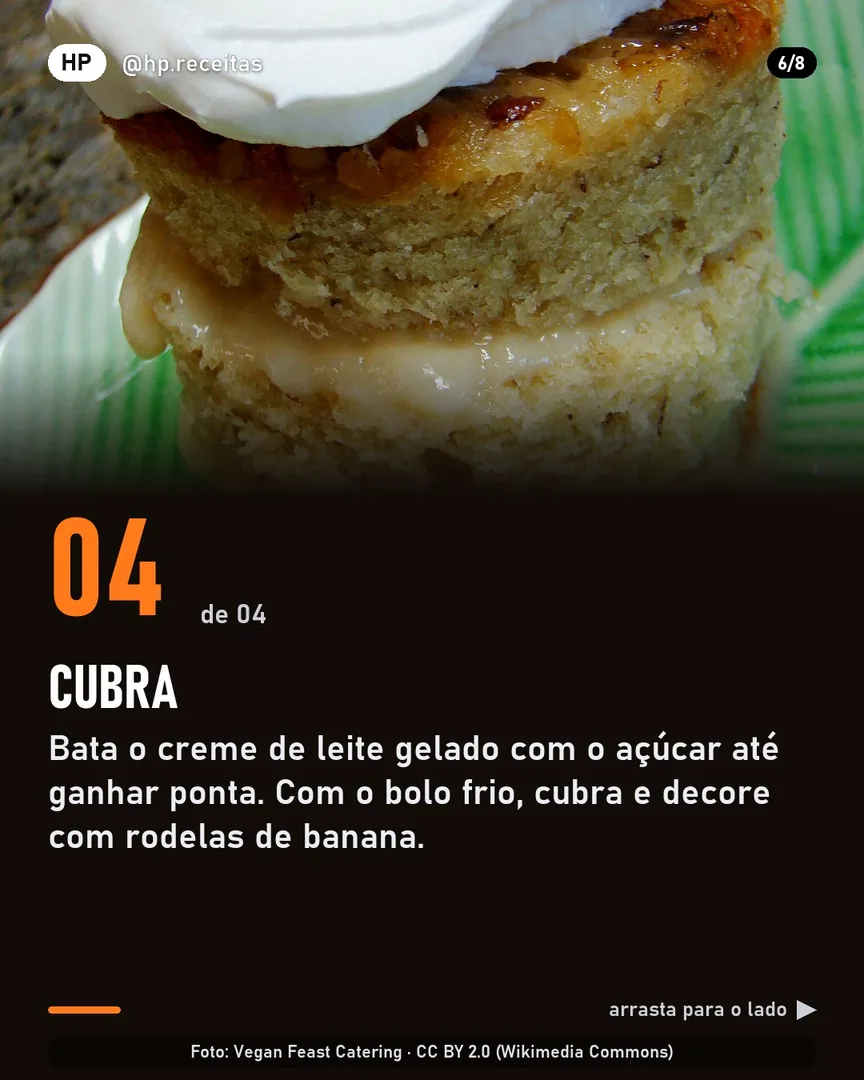 HP @hp.receitas 6/8
04 de 04
CUBRA
Bata o creme de leite gelado com o açúcar até
ganhar ponta. Com o bolo frio, cubra e decore
com rodelas de banana.
arrasta para o lado ▶
Foto: Vegan Feast Catering · CC BY 2.0 (Wikimedia Commons)